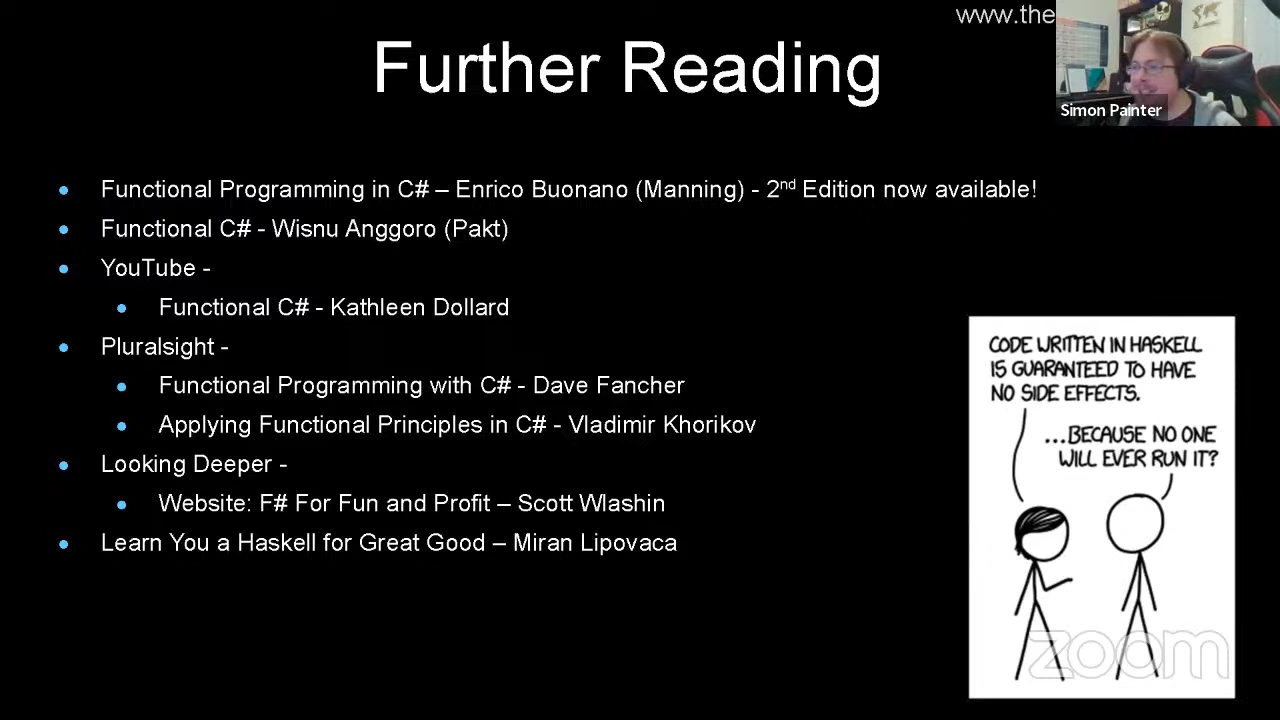 www.the
Further Reading
Simon Painter
Functional Programming in C# – Enrico Buonano (Manning) - 2nd Edition now available!
Functional C# - Wisnu Anggoro (Pakt)
YouTube -
Functional C# - Kathleen Dollard
Pluralsight -
Functional Programming with C# - Dave Fancher
Applying Functional Principles in C# - Vladimir Khorikov
Looking Deeper -
Website: F# For Fun and Profit – Scott Wlashin
Learn You a Haskell for Great Good – Miran Lipovaca
CODE WRITTEN IN HASKELL
IS GUARANTEED TO HAVE
NO SIDE EFFECTS.
...BECAUSE NO ONE
WILL EVER RUN IT?
zoom